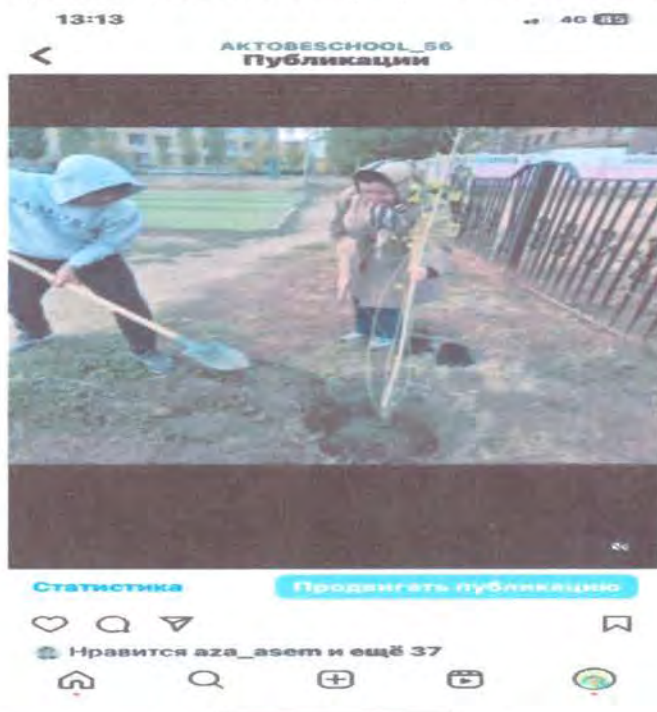 13:13 4G 85
AKTOBESCHOOL_56
Публикации
Статистика Продвигать публикацию
Нравится aza_asem и ещё 37